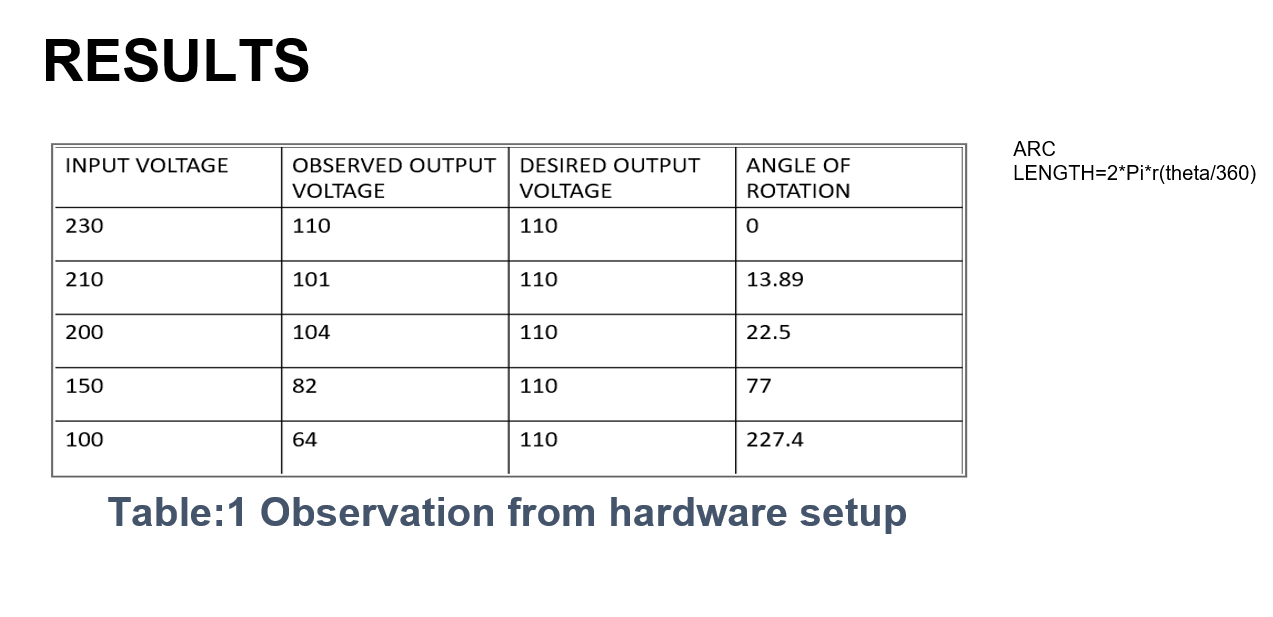 RESULTS
ARC
LENGTH=2*Pi*r(theta/360)
INPUT VOLTAGE OBSERVED OUTPUT VOLTAGE DESIRED OUTPUT VOLTAGE ANGLE OF ROTATION
230 110 110 0
210 101 110 13.89
200 104 110 22.5
150 82 110 77
100 64 110 227.4
Table:1 Observation from hardware setup